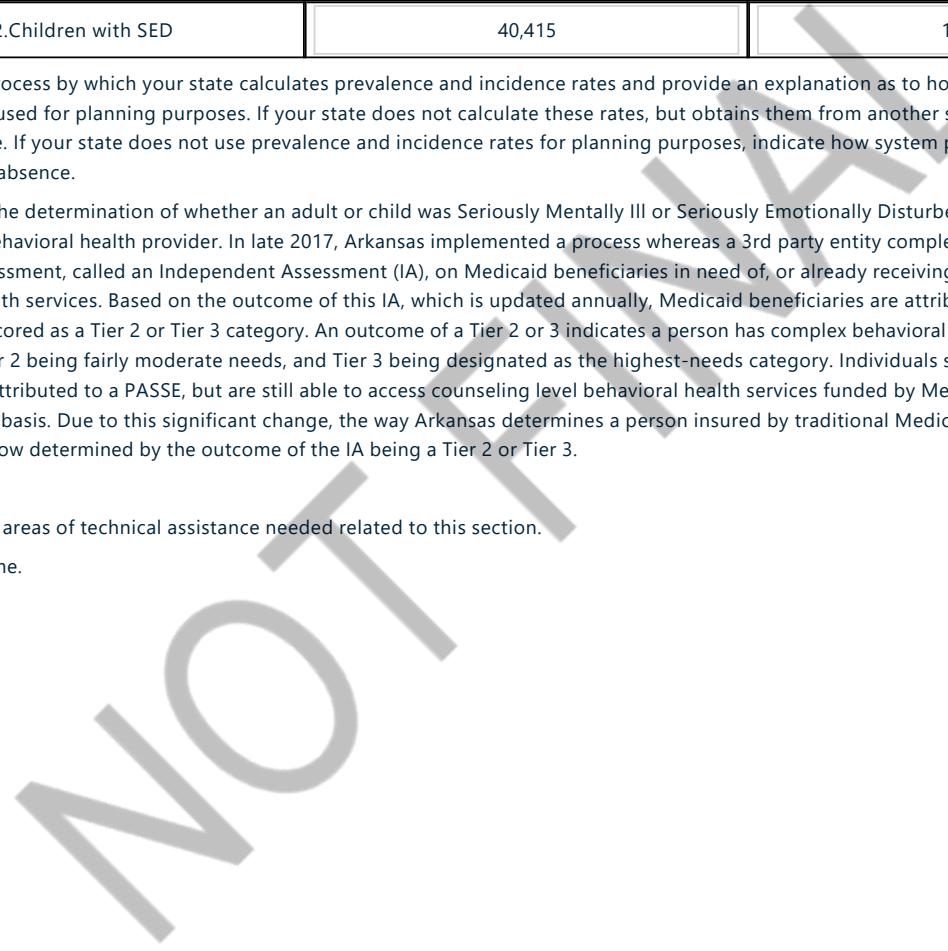 2.Children with SED 40,415 1
rocess by which your state calculates prevalence and incidence rates and provide an explanation as to ho
used for planning purposes. If your state does not calculate these rates, but obtains them from another s
e. If your state does not use prevalence and incidence rates for planning purposes, indicate how system p
absence.
he determination of whether an adult or child was Seriously Mentally Ill or Seriously Emotionally Disturbe
ehavioral health provider. In late 2017, Arkansas implemented a process whereas a 3rd party entity comple
ssment, called an Independent Assessment (IA), on Medicaid beneficiaries in need of, or already receiving
lth services. Based on the outcome of this IA, which is updated annually, Medicaid beneficiaries are attrib
cored as a Tier 2 or Tier 3 category. An outcome of a Tier 2 or 3 indicates a person has complex behavioral
r 2 being fairly moderate needs, and Tier 3 being designated as the highest-needs category. Individuals s
attributed to a PASSE, but are still able to access counseling level behavioral health services funded by Me
basis. Due to this significant change, the way Arkansas determines a person insured by traditional Medic
ow determined by the outcome of the IA being a Tier 2 or Tier 3.
areas of technical assistance needed related to this section.
ne.
NOT FINAL